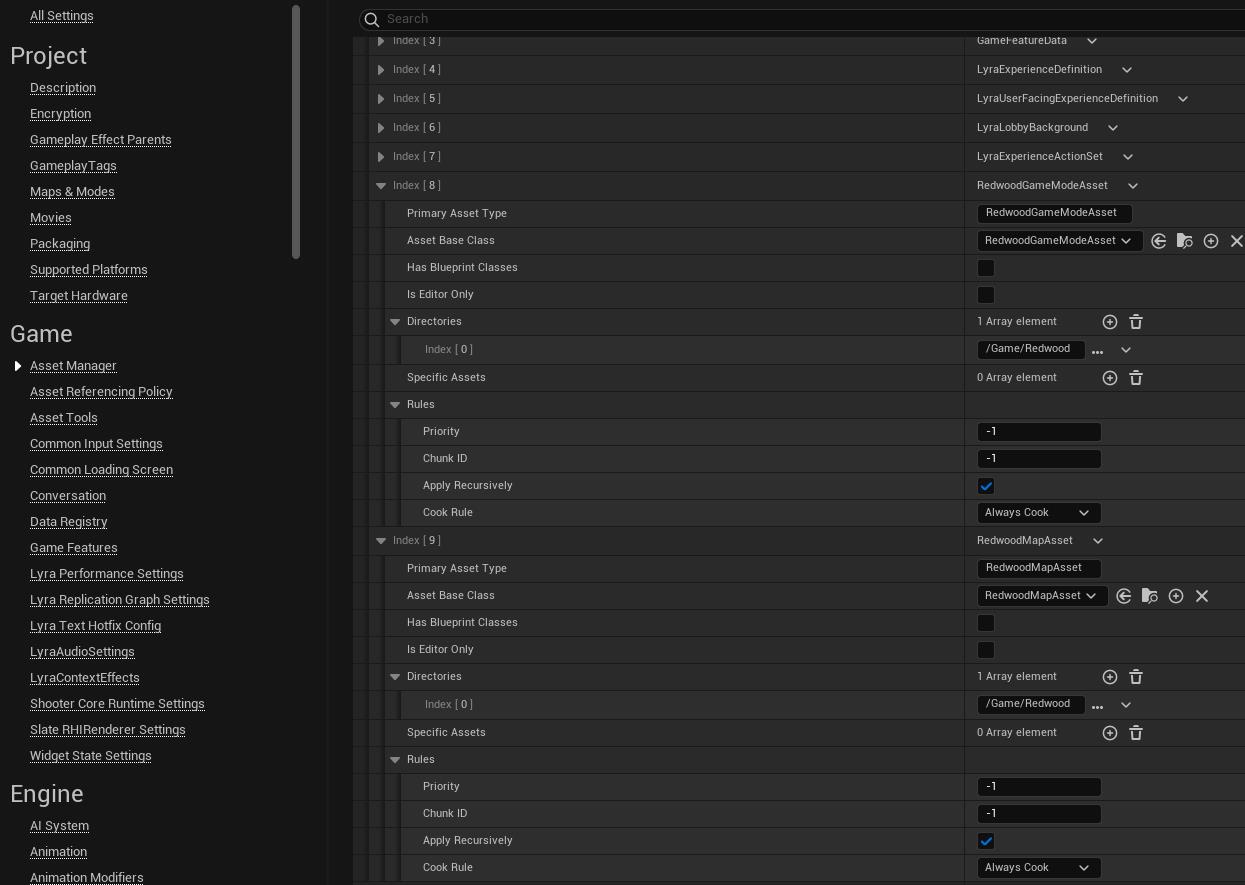 All Settings
Project
Description
Encryption
Gameplay Effect Parents
GameplayTags
Maps & Modes
Movies
Packaging
Supported Platforms
Target Hardware
Game
Asset Manager
Asset Referencing Policy
Asset Tools
Common Input Settings
Common Loading Screen
Conversation
Data Registry
Game Features
Lyra Performance Settings
Lyra Replication Graph Settings
Lyra Text Hotfix Config
LyraAudioSettings
LyraContextEffects
Shooter Core Runtime Settings
Slate RHIRenderer Settings
Widget State Settings
Engine
AI System
Animation
Animation Modifiers
Search
Index [ 3 ] GameFeatureData
Index [ 4 ] LyraExperienceDefinition
Index [ 5 ] LyraUserFacingExperienceDefinition
Index [ 6 ] LyraLobbyBackground
Index [ 7 ] LyraExperienceActionSet
Index [ 8 ] RedwoodGameModeAsset
Primary Asset Type RedwoodGameModeAsset
Asset Base Class RedwoodGameModeAsset
Has Blueprint Classes
Is Editor Only
Directories 1 Array element
Index [ 0 ] /Game/Redwood ...
Specific Assets 0 Array element
Rules
Priority -1
Chunk ID -1
Apply Recursively
Cook Rule Always Cook
Index [ 9 ] RedwoodMapAsset
Primary Asset Type RedwoodMapAsset
Asset Base Class RedwoodMapAsset
Has Blueprint Classes
Is Editor Only
Directories 1 Array element
Index [ 0 ] /Game/Redwood ...
Specific Assets 0 Array element
Rules
Priority -1
Chunk ID -1
Apply Recursively
Cook Rule Always Cook